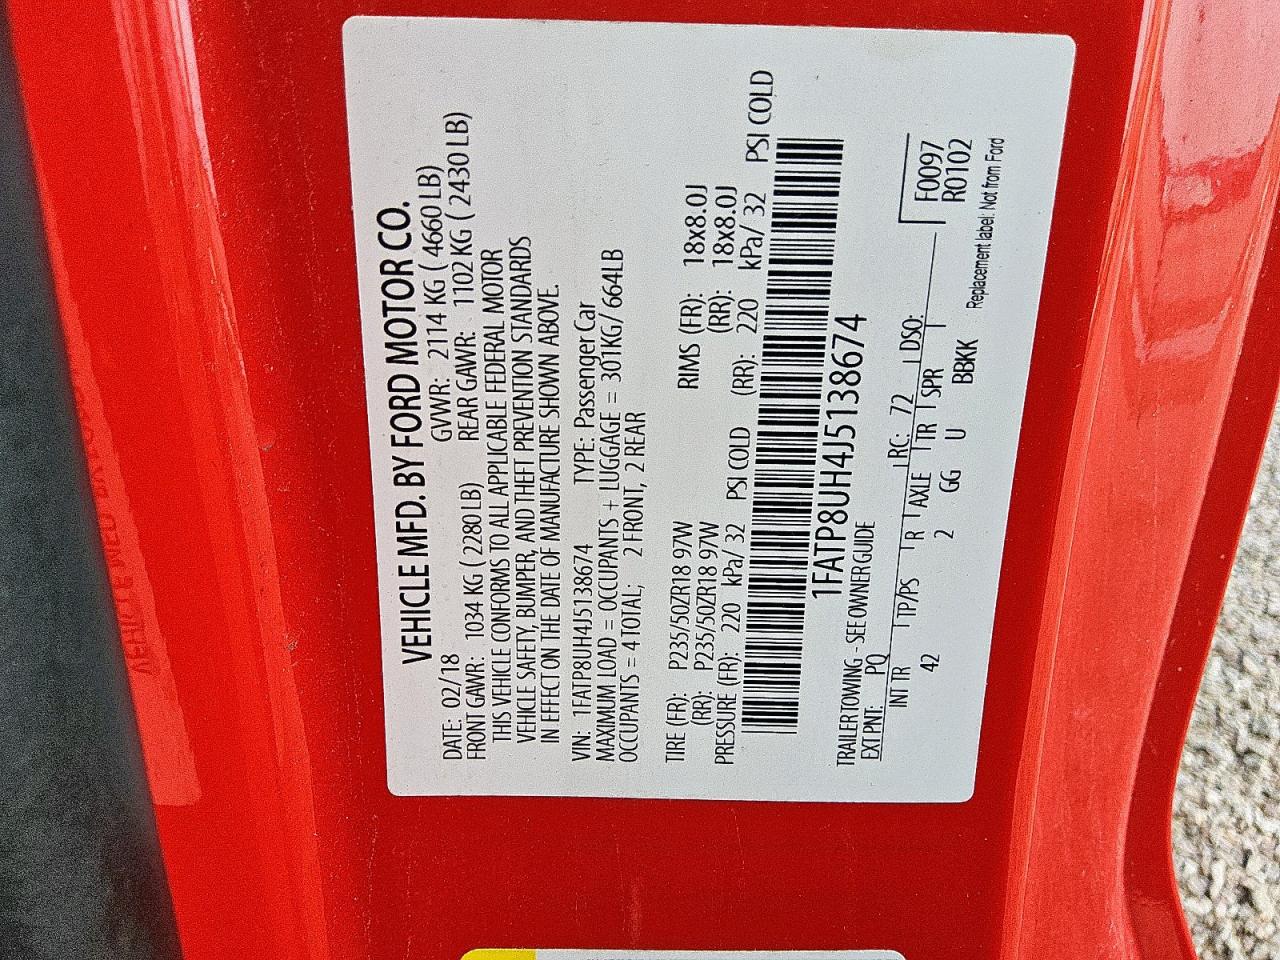 VEHICLE MFD. BY FORD MOTOR CO.
DATE: 02/18 GVWR: 2114 KG ( 4660 LB)
FRONT GAWR: 1034 KG ( 2280 LB) REAR GAWR: 1102 KG ( 2430 LB)
THIS VEHICLE CONFORMS TO ALL APPLICABLE FEDERAL MOTOR
VEHICLE SAFETY, BUMPER, AND THEFT PREVENTION STANDARDS
IN EFFECT ON THE DATE OF MANUFACTURE SHOWN ABOVE.
VIN: 1FATP8UH4J5138674 TYPE: Passenger Car
MAXIMUM LOAD = OCCUPANTS + LUGGAGE = 301KG/ 664LB
OCCUPANTS = 4 TOTAL; 2 FRONT, 2 REAR
TIRE (FR): P235/50ZR18 97W RIMS (FR): 18x8.0J
(RR): P235/50ZR18 97W (RR): 18x8.0J
PRESSURE (FR): 220 kPa/ 32 PSI COLD (RR): 220 kPa/ 32 PSI COLD
1FATP8UH4J5138674
TRAILER TOWING - SEE OWNER GUIDE
EXT PNT: PQ RC: 72 DSO:
INT TR TP/PS R AXLE TR SPR F0097
42 2 GG U BBKK R0102
Replacement label: Not from Ford